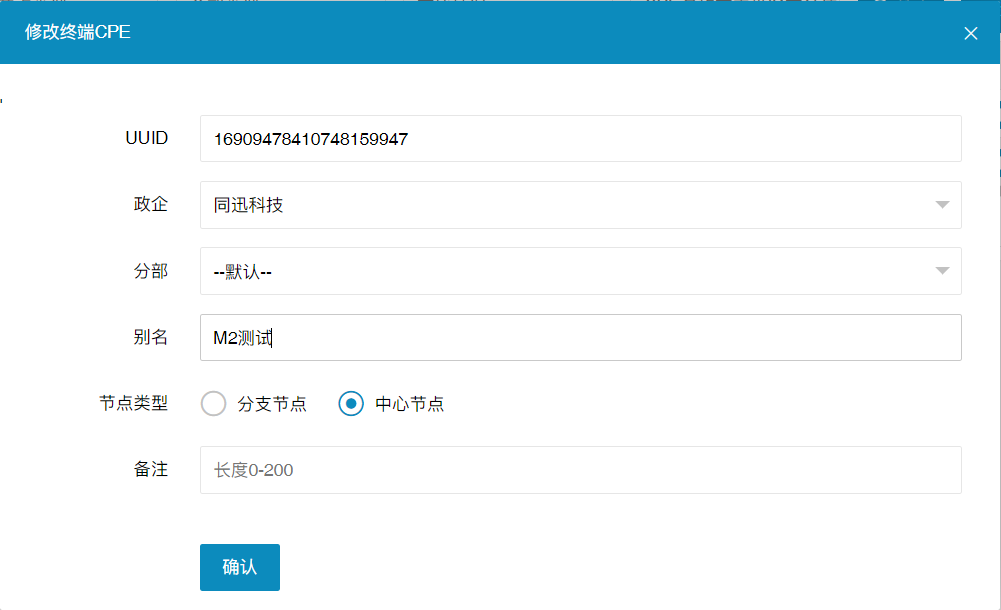 修改终端CPE
UUID 16909478410748159947
政企 同迅科技
分部 --默认--
别名 M2测试
节点类型 分支节点 中心节点
备注 长度0-200
确认